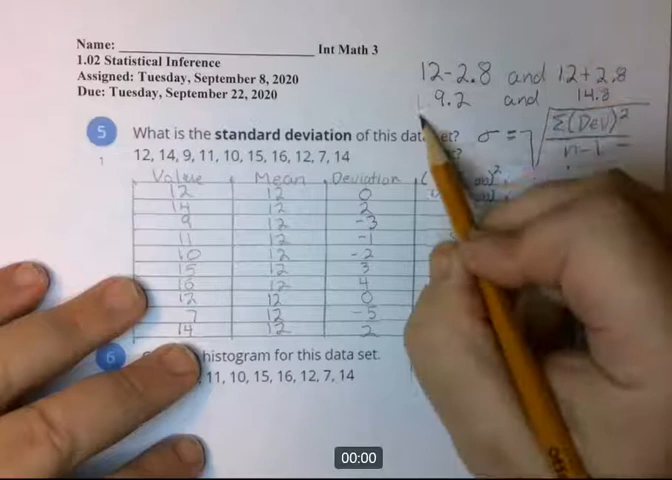 Name: ____________________ Int Math 3
1.02 Statistical Inference
Assigned: Tuesday, September 8, 2020
Due: Tuesday, September 22, 2020
12-2.8 and 12+2.8
9.2 and 14.8
5 What is the standard deviation of this data set?
σ = √(Σ(Dev)² / n-1)
1 12, 14, 9, 11, 10, 15, 16, 12, 7, 14
Value Mean Deviation
12 12 0
14 12 2
9 12 -3
11 12 -1
10 12 -2
15 12 3
16 12 4
12 12 0
7 12 -5
14 12 2
6 histogram for this data set.
11, 10, 15, 16, 12, 7, 14
00:00